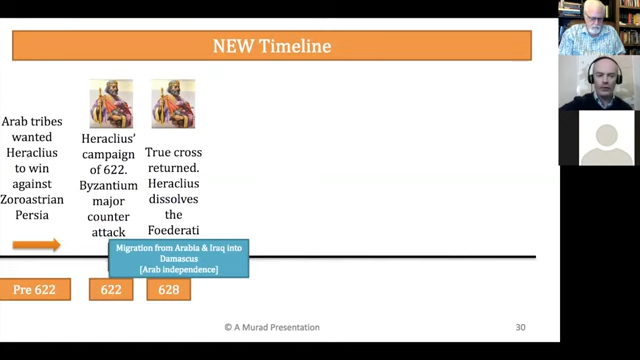 NEW Timeline
Arab tribes
wanted
Heraclius
to win
against
Zoroastrian
Persia
Heraclius’
campaign
of 622.
Byzantium
major
counter
attack
True cross
returned.
Heraclius
dissolves
the
Foederati
Migration from Arabia & Iraq into
Damascus
[Arab independence]
Pre 622
622
628
© A Murad Presentation
30